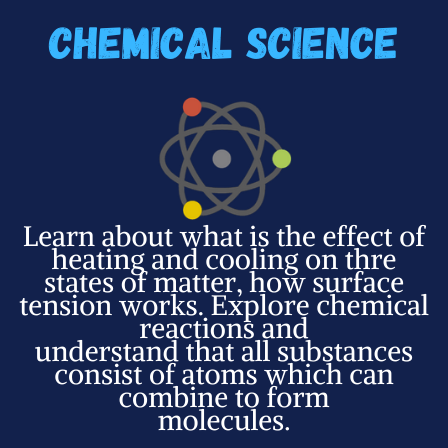 CHEMICAL SCIENCE
Learn about what is the effect of
heating and cooling on thre
states of matter, how surface
tension works. Explore chemical
reactions and
understand that all substances
consist of atoms which can
combine to form
molecules.